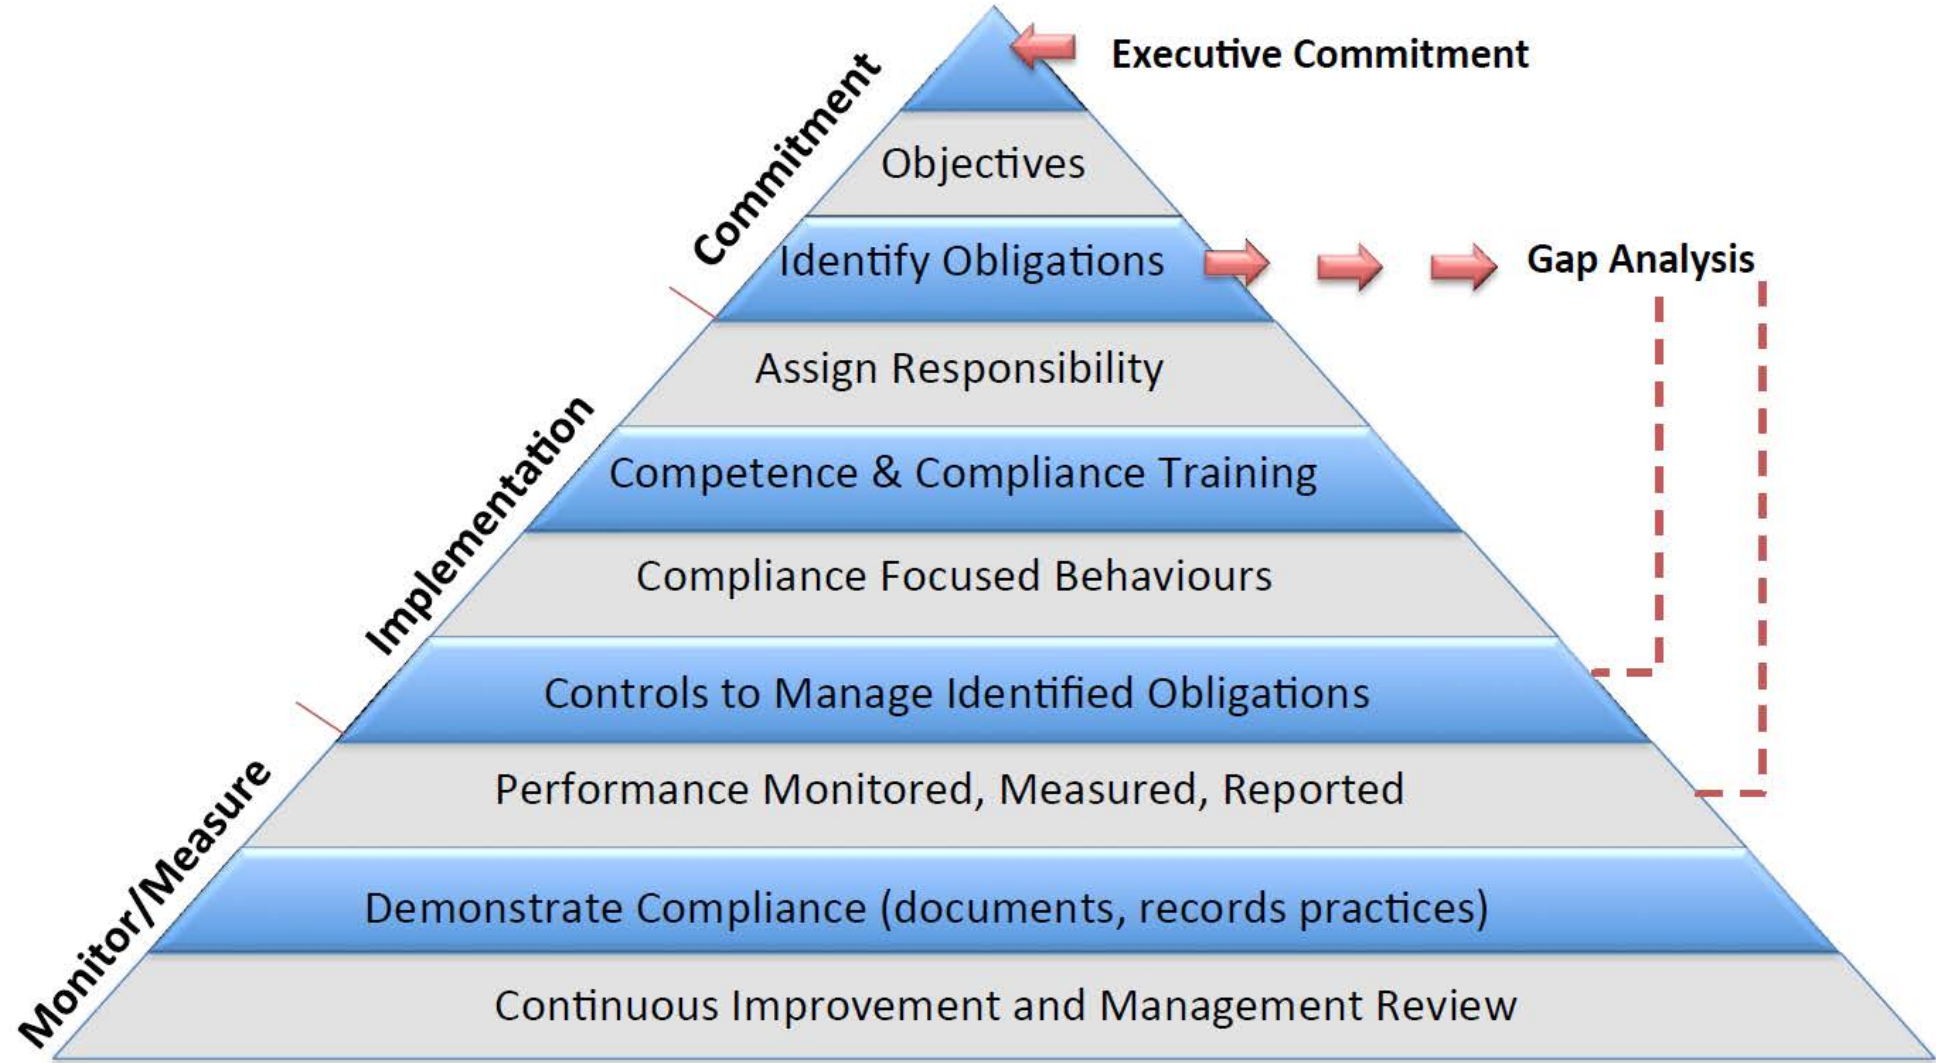 Executive Commitment
Commitment
Objectives
Identify Obligations
Gap Analysis
Assign Responsibility
Implementation
Competence & Compliance Training
Compliance Focused Behaviours
Controls to Manage Identified Obligations
Monitor/Measure
Performance Monitored, Measured, Reported
Demonstrate Compliance (documents, records practices)
Continuous Improvement and Management Review